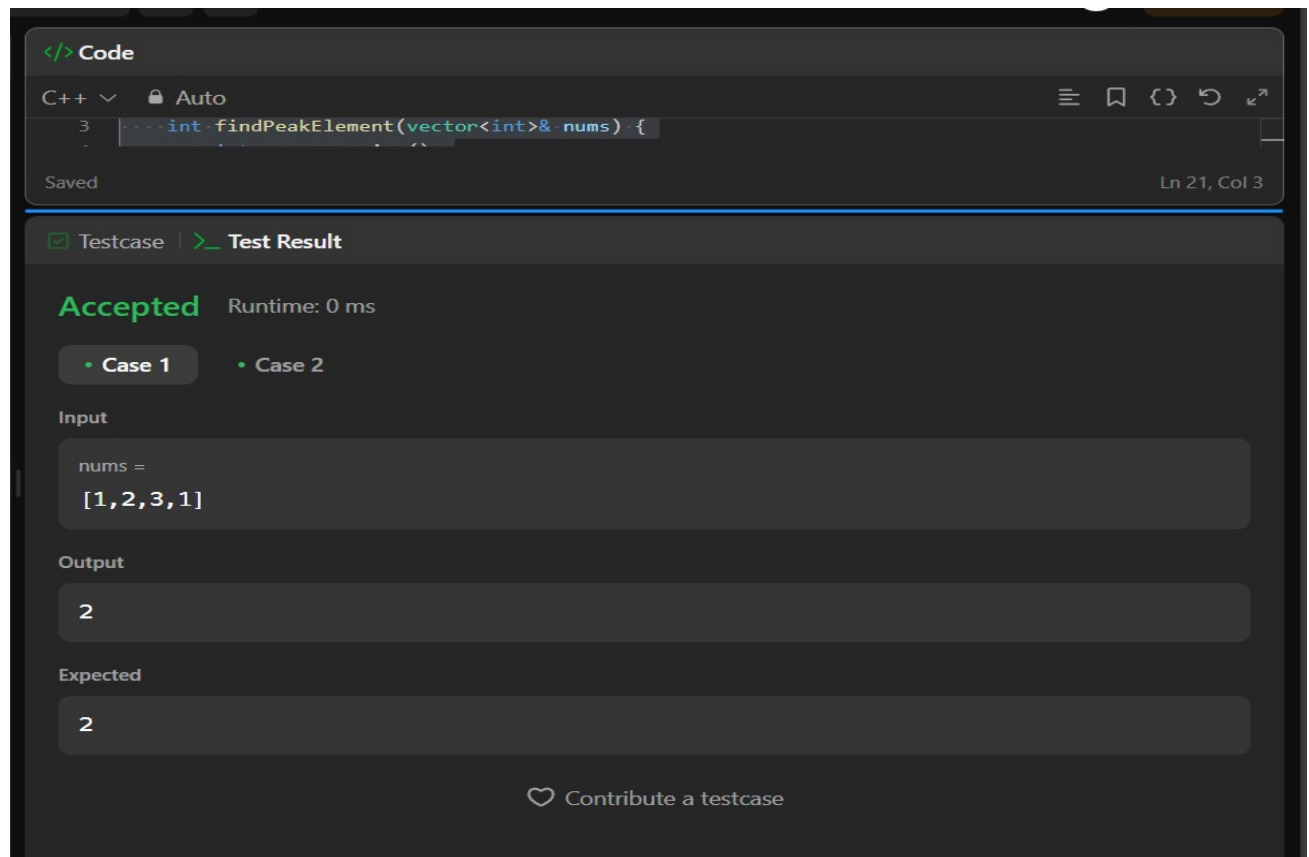 </> Code
C++ Auto
3 int findPeakElement(vector<int>& nums) {
Saved Ln 21, Col 3
Testcase >_ Test Result
Accepted Runtime: 0 ms
Case 1 Case 2
Input
nums =
[1,2,3,1]
Output
2
Expected
2
Contribute a testcase